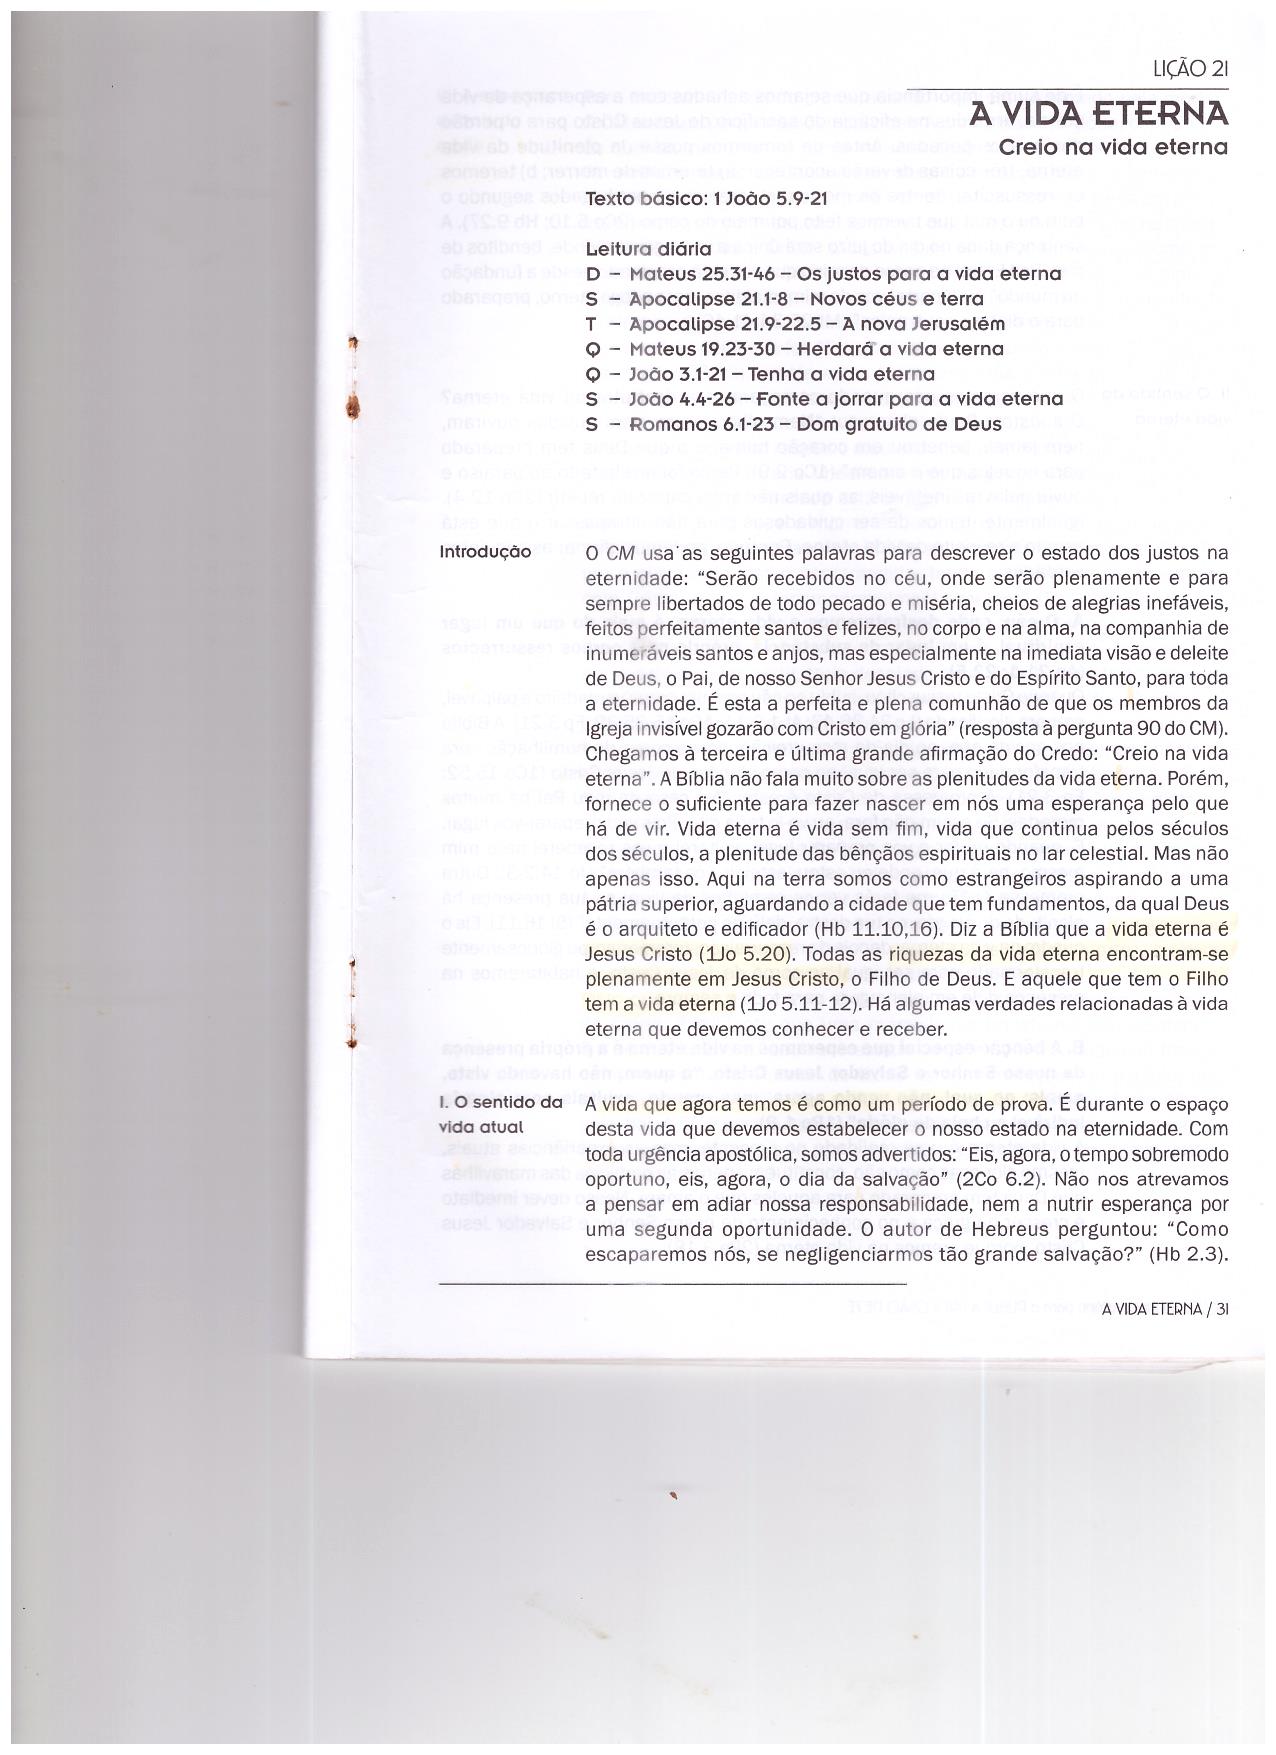 LIÇÃO 21
A VIDA ETERNA
Creio na vida eterna
Texto básico: 1 João 5.9-21
Leitura diária
D – Mateus 25.31-46 – Os justos para a vida eterna
S – Apocalipse 21.1-8 – Novos céus e terra
T – Apocalipse 21.9-22.5 – A nova Jerusalém
Q – Mateus 19.23-30 – Herdará a vida eterna
Q – João 3.1-21 – Tenha a vida eterna
S – João 4.4-26 – Fonte a jorrar para a vida eterna
S – Romanos 6.1-23 – Dom gratuito de Deus
Introdução
O CM usa as seguintes palavras para descrever o estado dos justos na
eternidade: “Serão recebidos no céu, onde serão plenamente e para
sempre libertados de todo pecado e miséria, cheios de alegrias inefáveis,
feitos perfeitamente santos e felizes, no corpo e na alma, na companhia de
inumeráveis santos e anjos, mas especialmente na imediata visão e deleite
de Deus, o Pai, de nosso Senhor Jesus Cristo e do Espírito Santo, para toda
a eternidade. É esta a perfeita e plena comunhão de que os membros da
Igreja invisível gozarão com Cristo em glória” (resposta à pergunta 90 do CM).
Chegamos à terceira e última grande afirmação do Credo: “Creio na vida
eterna”. A Bíblia não fala muito sobre as plenitudes da vida eterna. Porém,
fornece o suficiente para fazer nascer em nós uma esperança pelo que
há de vir. Vida eterna é vida sem fim, vida que continua pelos séculos
dos séculos, a plenitude das bênçãos espirituais no lar celestial. Mas não
apenas isso. Aqui na terra somos como estrangeiros aspirando a uma
pátria superior, aguardando a cidade que tem fundamentos, da qual Deus
é o arquiteto e edificador (Hb 11.10,16). Diz a Bíblia que a vida eterna é
Jesus Cristo (1Jo 5.20). Todas as riquezas da vida eterna encontram-se
plenamente em Jesus Cristo, o Filho de Deus. E aquele que tem o Filho
tem a vida eterna (1Jo 5.11-12). Há algumas verdades relacionadas à vida
eterna que devemos conhecer e receber.
I. O sentido da
vida atual
A vida que agora temos é como um período de prova. É durante o espaço
desta vida que devemos estabelecer o nosso estado na eternidade. Com
toda urgência apostólica, somos advertidos: “Eis, agora, o tempo sobremodo
oportuno, eis, agora, o dia da salvação” (2Co 6.2). Não nos atrevamos
a pensar em adiar nossa responsabilidade, nem a nutrir esperança por
uma segunda oportunidade. O autor de Hebreus perguntou: “Como
escaparemos nós, se negligenciarmos tão grande salvação?” (Hb 2.3).
A VIDA ETERNA / 31